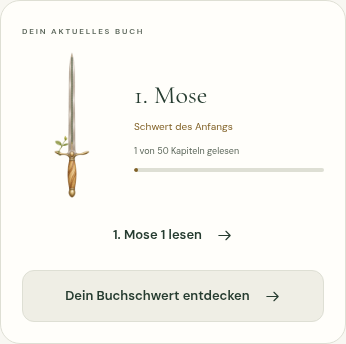 DEIN AKTUELLES BUCH
1. Mose
Schwert des Anfangs
1 von 50 Kapiteln gelesen
1. Mose 1 lesen →
Dein Buchschwert entdecken →